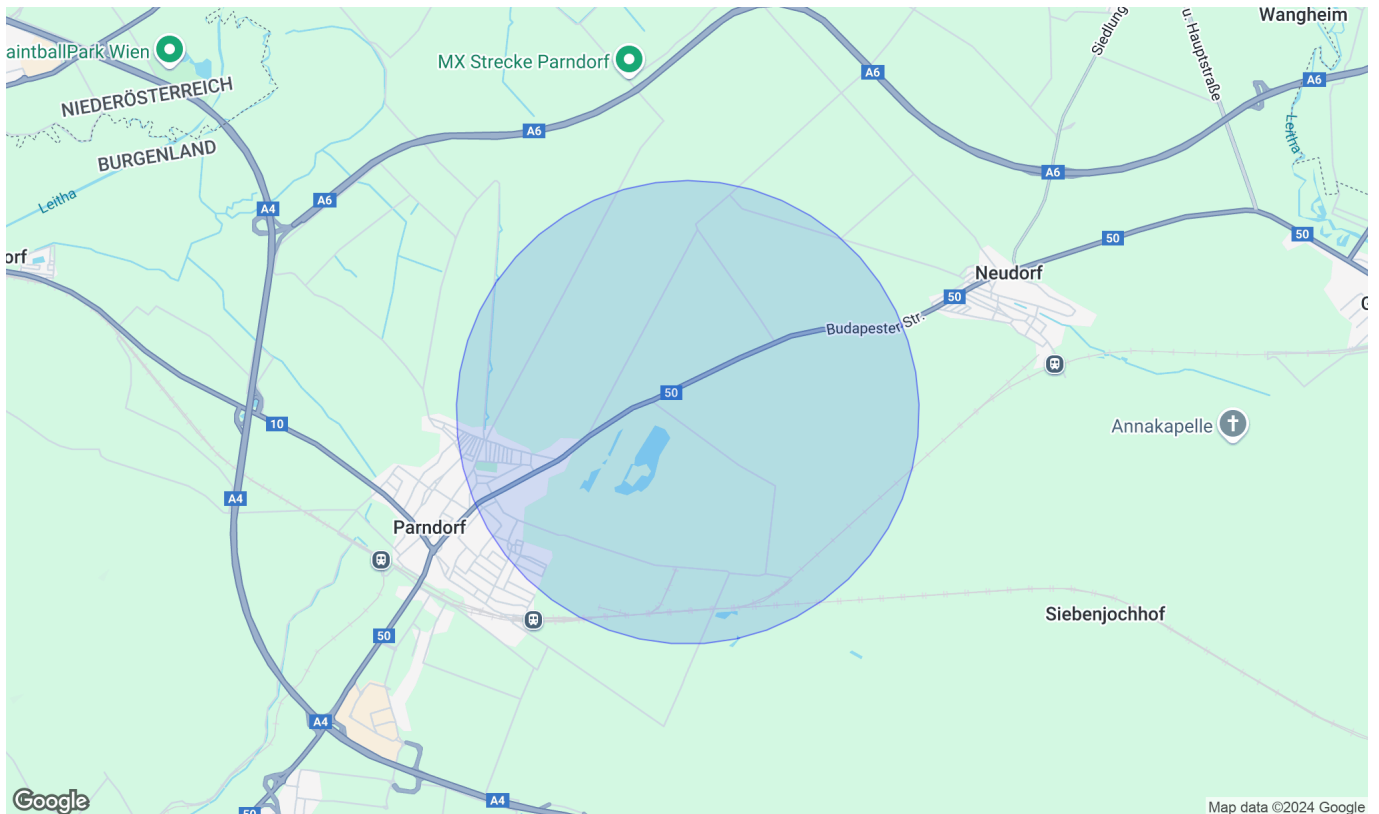 Wangheim
aintballPark Wien
MX Strecke Parndorf
Siedlung
u. Hauptstraße
A6
A6
NIEDERÖSTERREICH
Leitha
A6
BURGENLAND
A6
Leitha
A6
A4
50
50
orf
Neudorf
50
Budapester Str.
50
10
Annakapelle
A4
Parndorf
Siebenjochhof
50
A4
Google
A4
50
Map data ©2024 Google